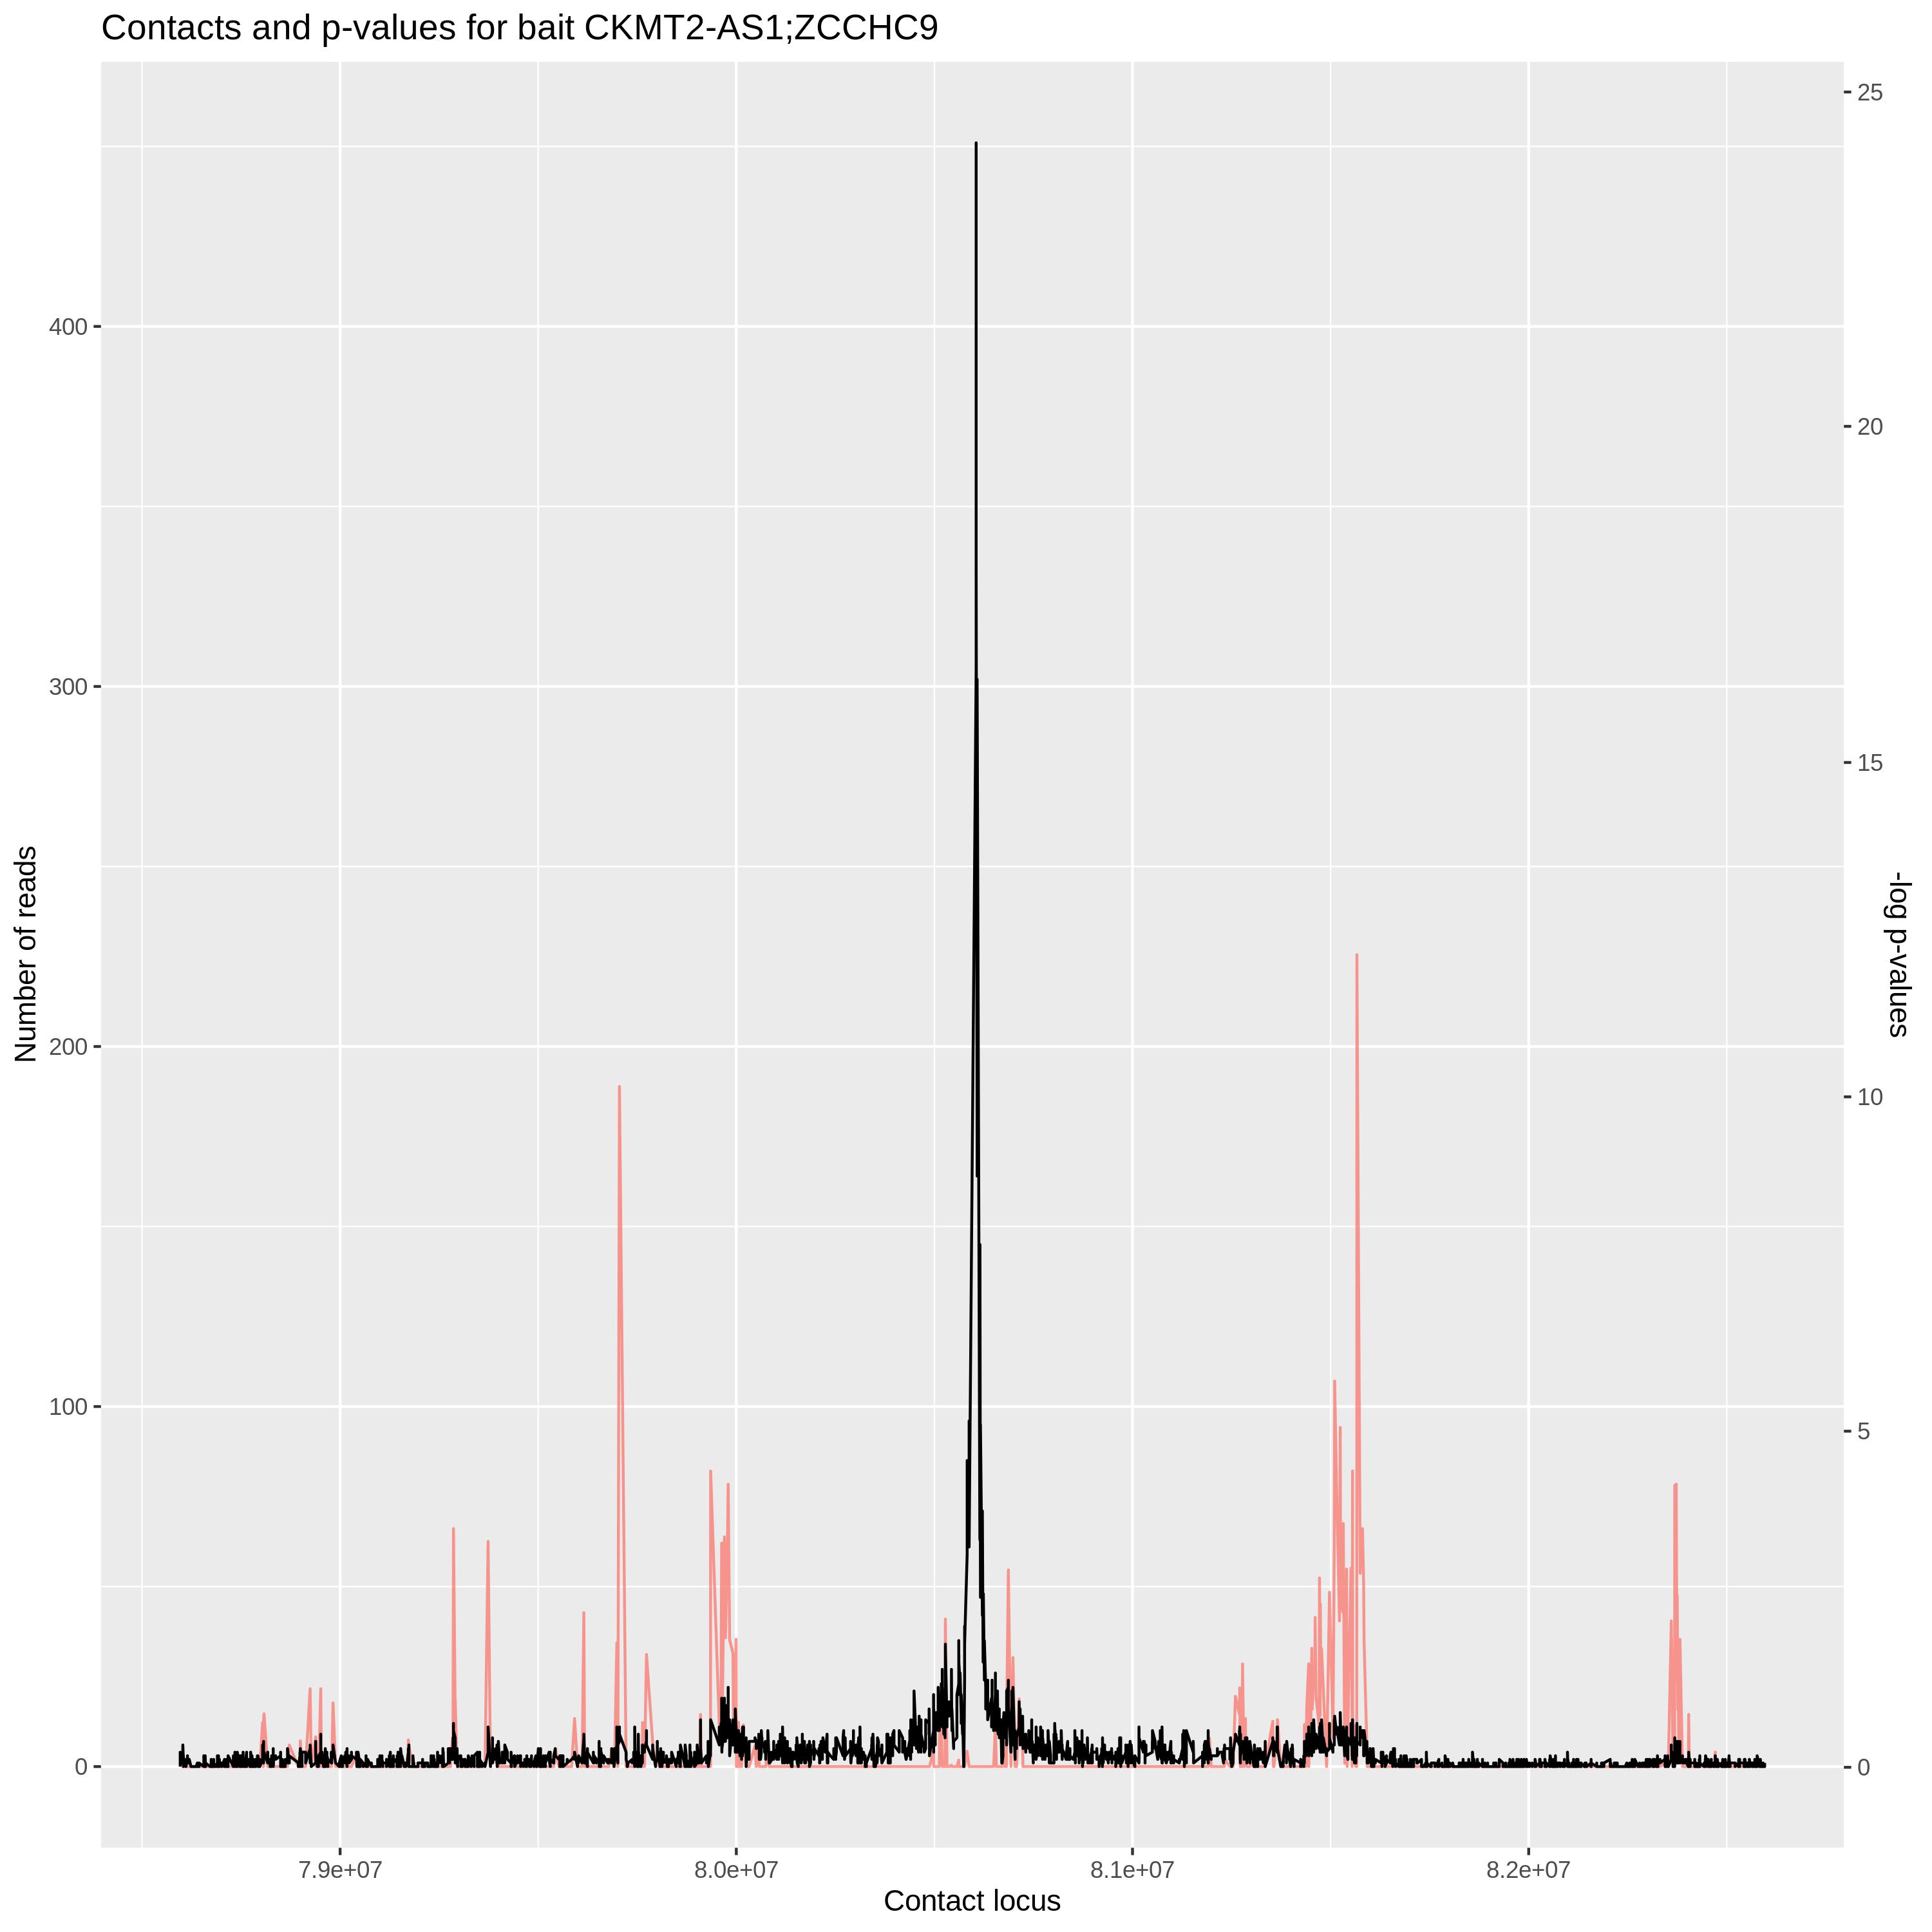 Contacts and p-values for bait CKMT2-AS1;ZCCHC9
Number of reads
400
300
200
100
0
25
20
15
10
5
0
-log p-values
7.9e+07 8.0e+07 8.1e+07 8.2e+07
Contact locus